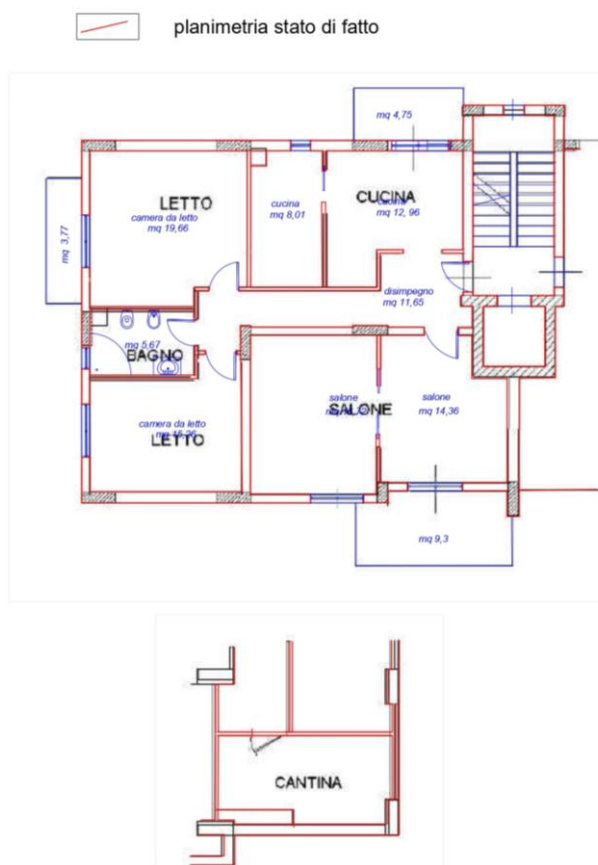 planimetria stato di fatto
mq 4,75
LETTO
camera da letto
mq 19,66
cucina
mq 8,01
CUCINA
mq 12,96
mq 3,77
disimpegno
mq 11,65
mq 5,67
BAGNO
camera da letto
LETTO
salone
SALONE
salone
mq 14,36
mq 9,3
CANTINA